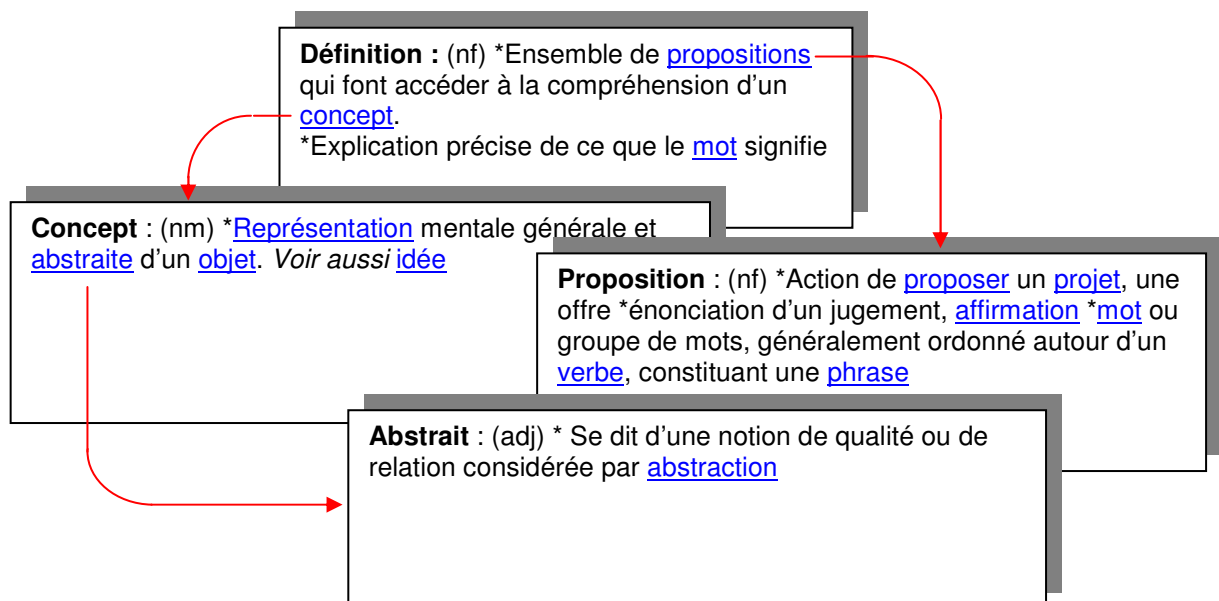 Définition : (nf) *Ensemble de propositions
qui font accéder à la compréhension d’un
concept.
*Explication précise de ce que le mot signifie
Concept : (nm) *Représentation mentale générale et
abstraite d’un objet. Voir aussi idée
Proposition : (nf) *Action de proposer un projet, une
offre *énonciation d’un jugement, affirmation *mot ou
groupe de mots, généralement ordonné autour d’un
verbe, constituant une phrase
Abstrait : (adj) * Se dit d’une notion de qualité ou de
relation considérée par abstraction